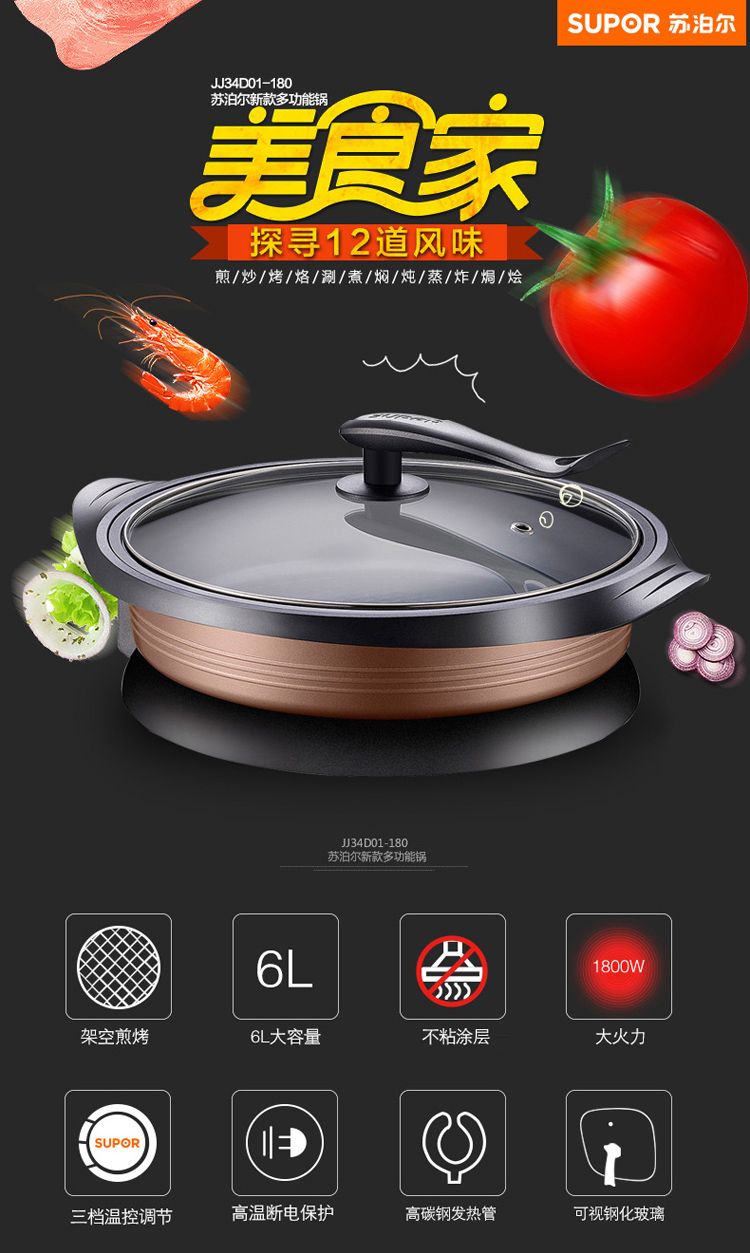 SUPOR 苏泊尔
JJ34D01-180
苏泊尔新款多功能锅
美食家
探寻12道风味
煎/炒/烤/烙/涮/煮/焖/炖/蒸/炸/焗/烩
SUPOR
JJ34D01-180
苏泊尔新款多功能锅
6L
1800W
架空煎烤
6L大容量
不粘涂层
大火力
SUPOR
三档温控调节
高温断电保护
高碳钢发热管
可视钢化玻璃